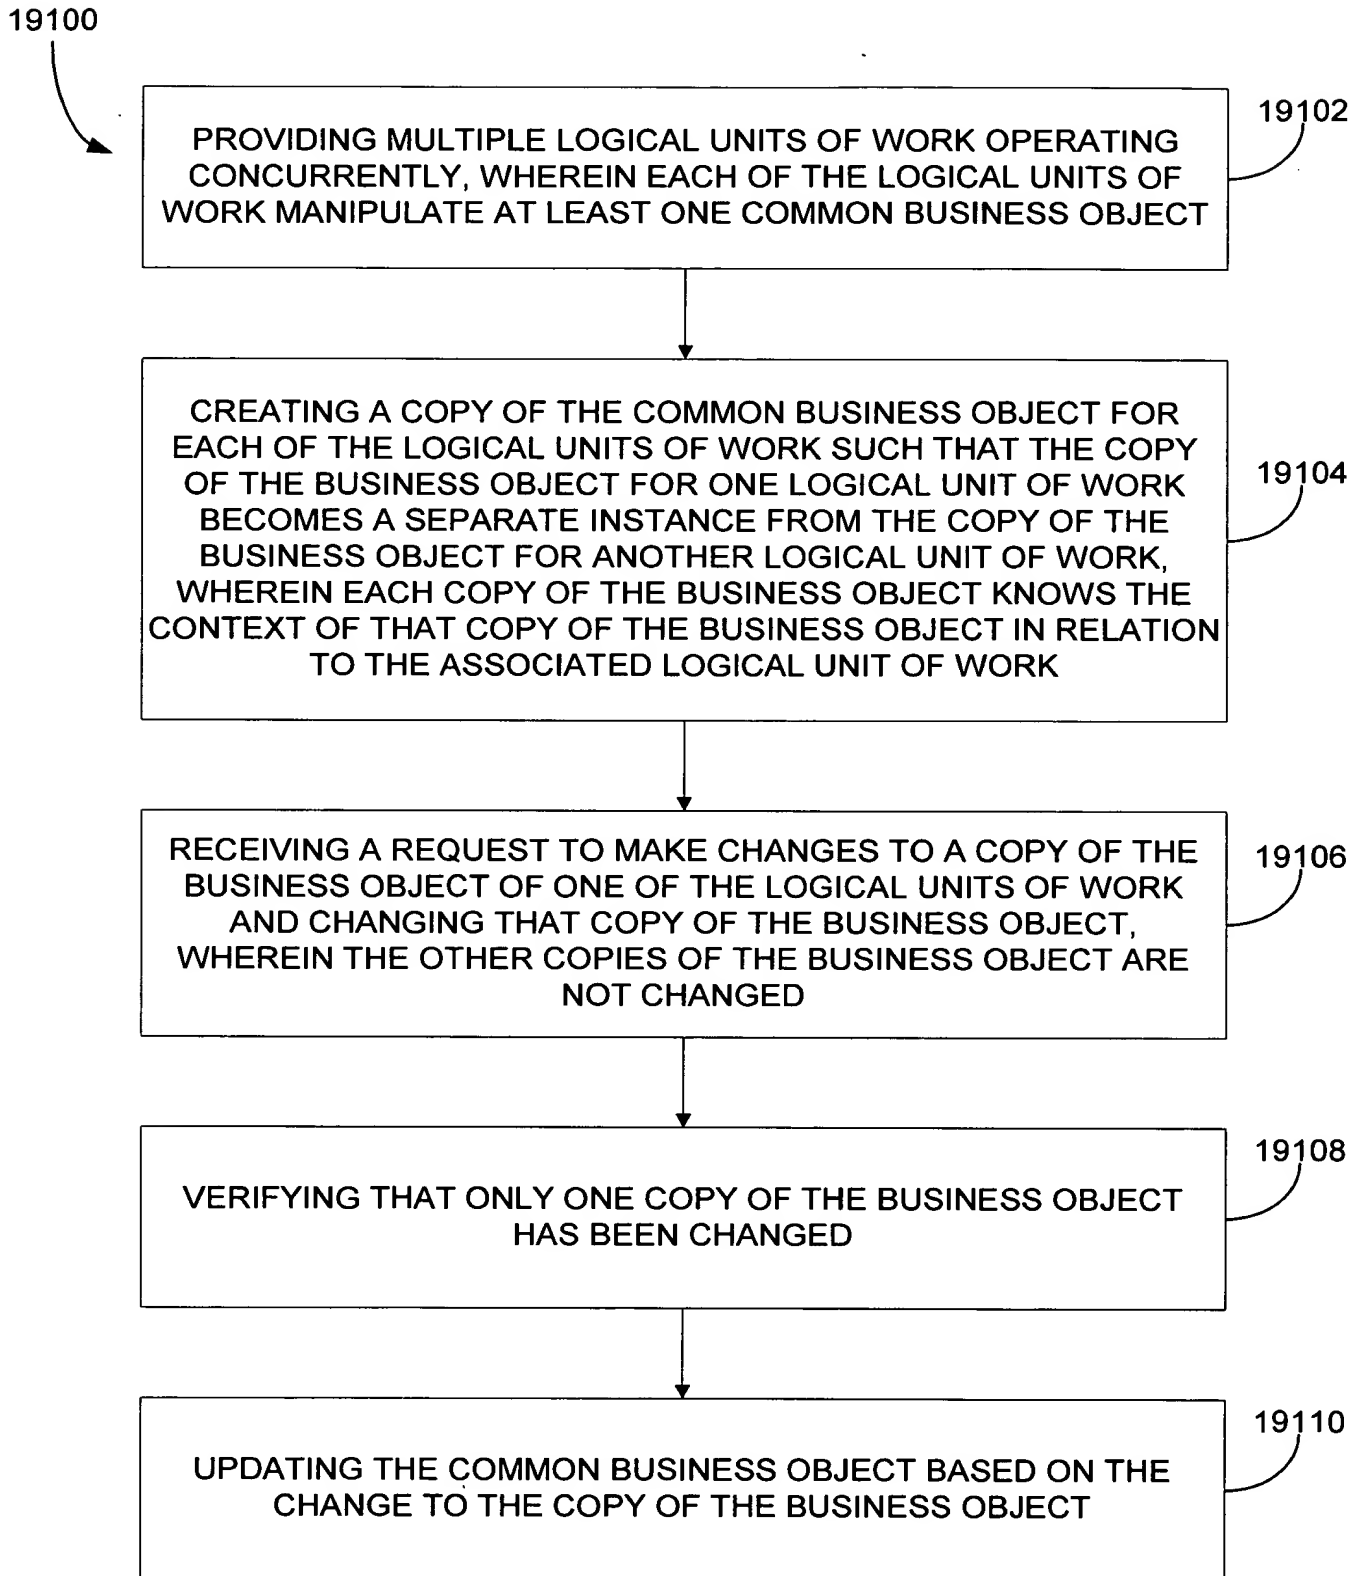 19100
19102
PROVIDING MULTIPLE LOGICAL UNITS OF WORK OPERATING
CONCURRENTLY, WHEREIN EACH OF THE LOGICAL UNITS OF
WORK MANIPULATE AT LEAST ONE COMMON BUSINESS OBJECT
19104
CREATING A COPY OF THE COMMON BUSINESS OBJECT FOR
EACH OF THE LOGICAL UNITS OF WORK SUCH THAT THE COPY
OF THE BUSINESS OBJECT FOR ONE LOGICAL UNIT OF WORK
BECOMES A SEPARATE INSTANCE FROM THE COPY OF THE
BUSINESS OBJECT FOR ANOTHER LOGICAL UNIT OF WORK,
WHEREIN EACH COPY OF THE BUSINESS OBJECT KNOWS THE
CONTEXT OF THAT COPY OF THE BUSINESS OBJECT IN RELATION
TO THE ASSOCIATED LOGICAL UNIT OF WORK
19106
RECEIVING A REQUEST TO MAKE CHANGES TO A COPY OF THE
BUSINESS OBJECT OF ONE OF THE LOGICAL UNITS OF WORK
AND CHANGING THAT COPY OF THE BUSINESS OBJECT,
WHEREIN THE OTHER COPIES OF THE BUSINESS OBJECT ARE
NOT CHANGED
19108
VERIFYING THAT ONLY ONE COPY OF THE BUSINESS OBJECT
HAS BEEN CHANGED
19110
UPDATING THE COMMON BUSINESS OBJECT BASED ON THE
CHANGE TO THE COPY OF THE BUSINESS OBJECT